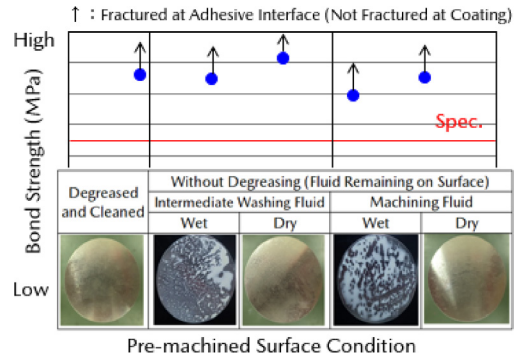 ↑ : Fractured at Adhesive Interface (Not Fractured at Coating)
High
Bond Strength (MPa)
Spec.
Degreased and Cleaned
Without Degreasing (Fluid Remaining on Surface)
Intermediate Washing Fluid
Machining Fluid
Wet
Dry
Wet
Dry
Low
Pre-machined Surface Condition